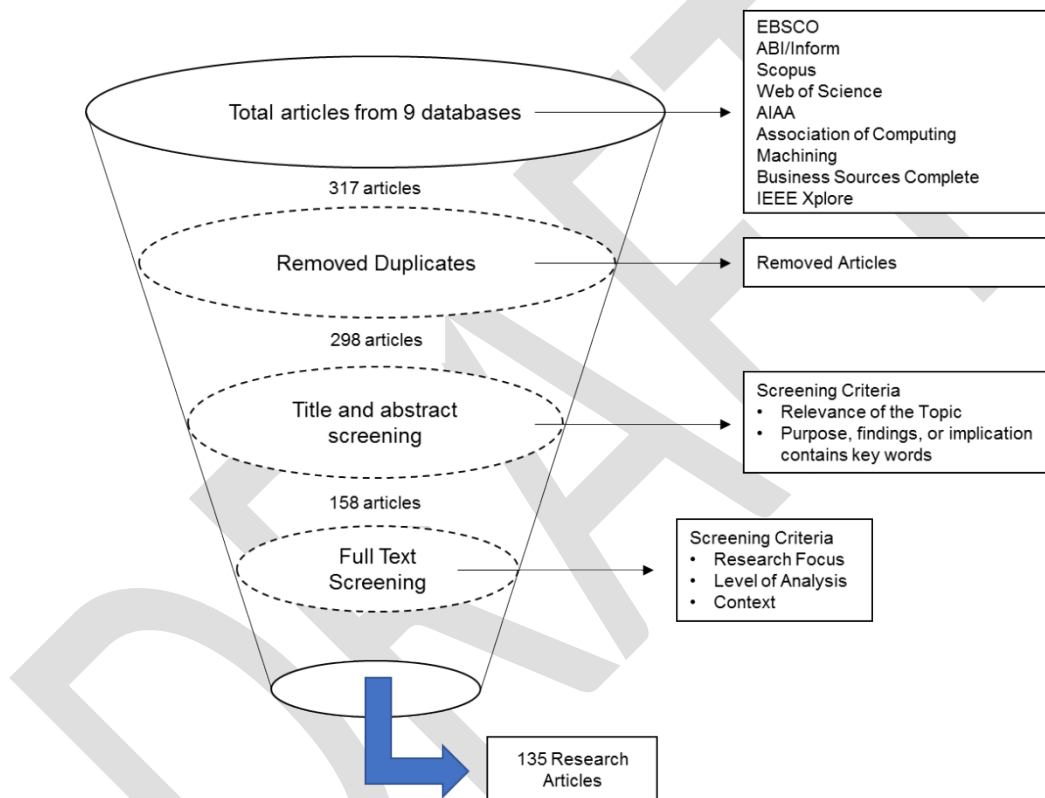 EBSCO
ABI/Inform
Scopus
Web of Science
AIAA
Association of Computing
Machining
Business Sources Complete
IEEE Xplore
Total articles from 9 databases
317 articles
Removed Duplicates
Removed Articles
298 articles
Title and abstract
screening
Screening Criteria
• Relevance of the Topic
• Purpose, findings, or implication
contains key words
158 articles
Full Text
Screening
Screening Criteria
• Research Focus
• Level of Analysis
• Context
135 Research
Articles
DRAFT